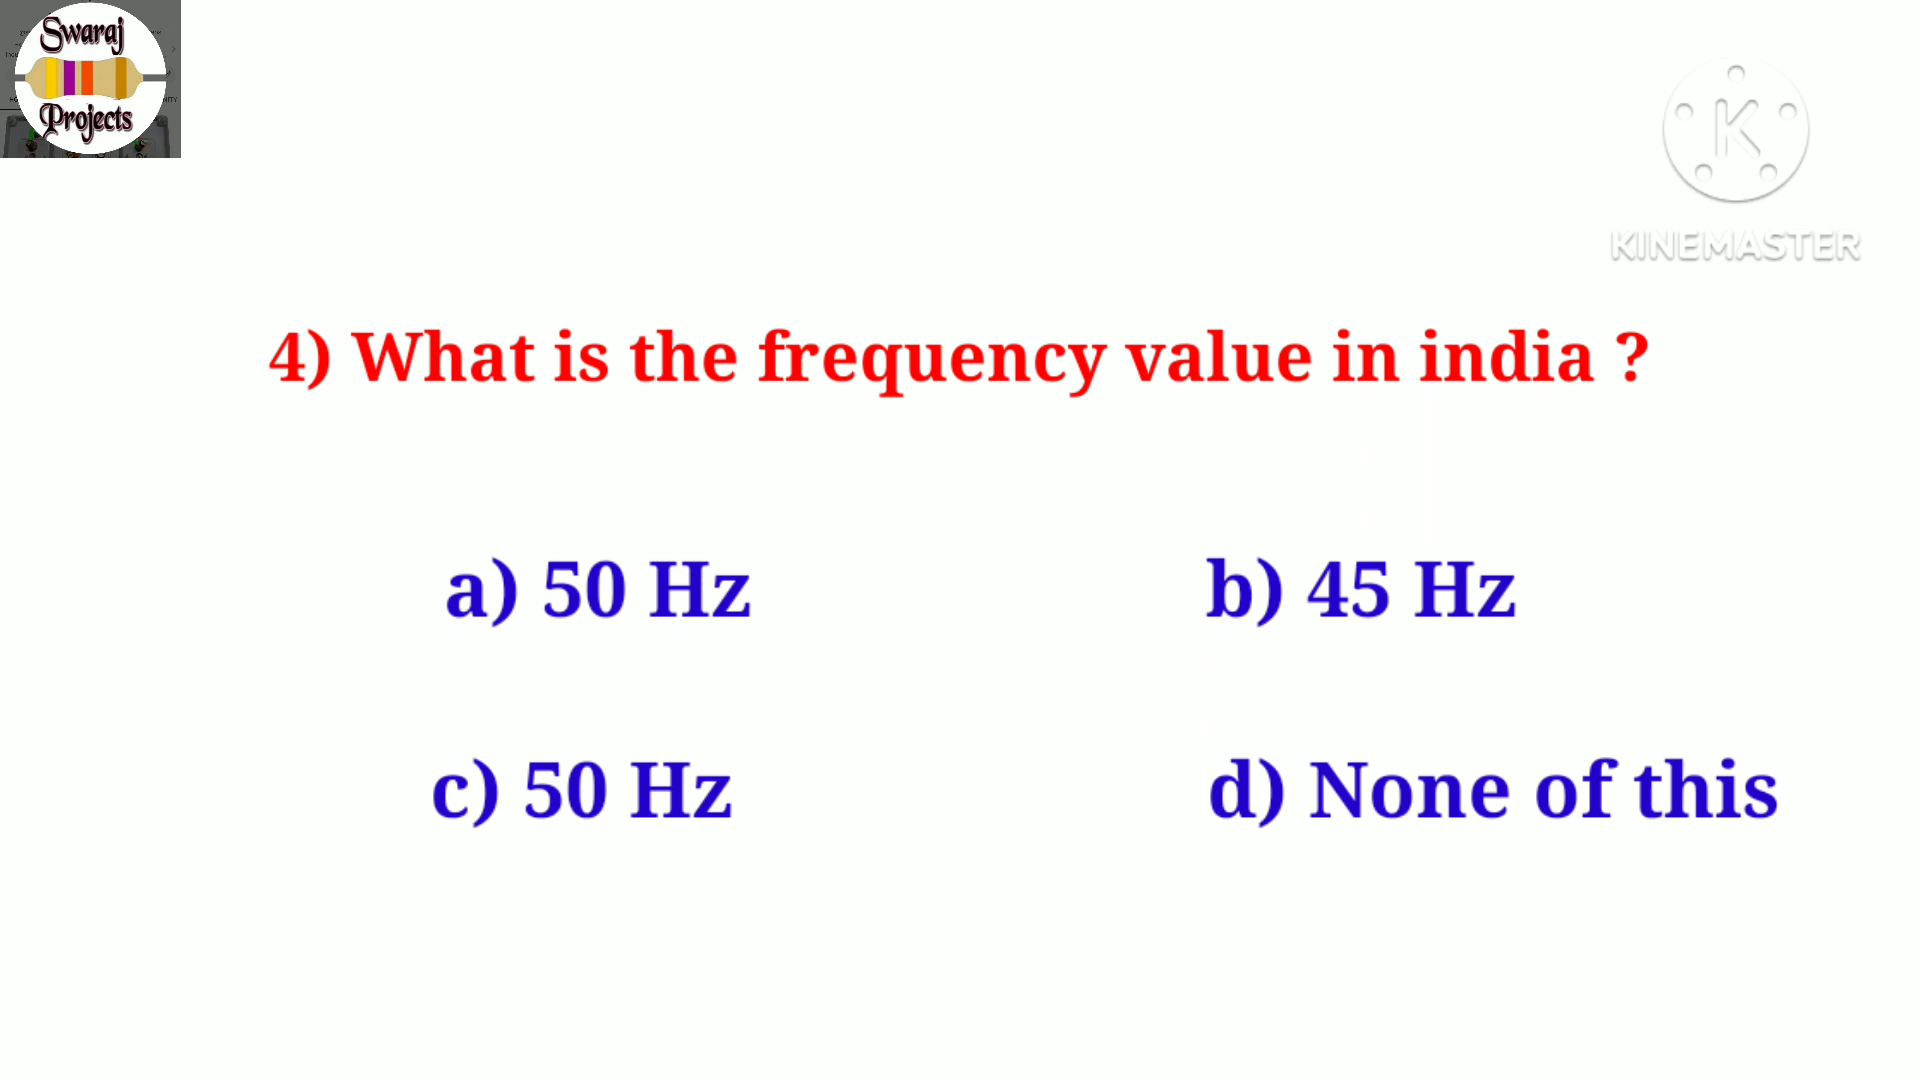 Swaraj
Projects
KINEMASTER
4) What is the frequency value in india ?
a) 50 Hz
b) 45 Hz
c) 50 Hz
d) None of this